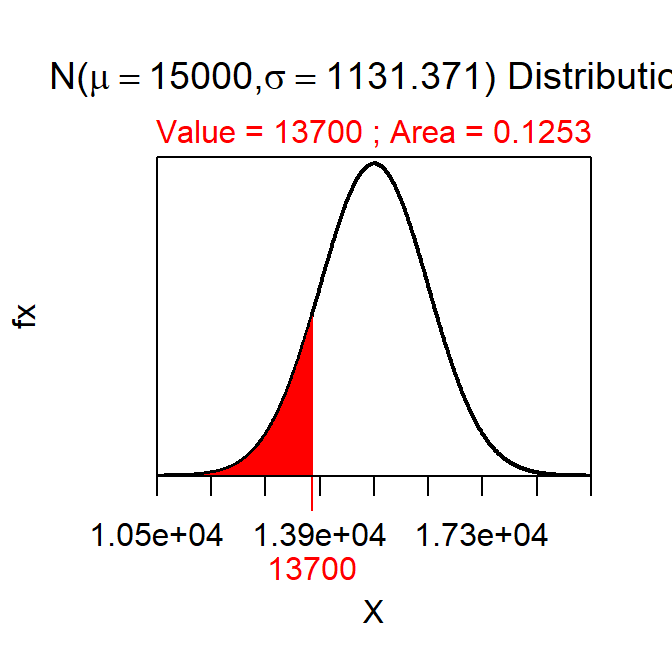 N(μ = 15000,σ = 1131.371) Distributio
Value = 13700 ; Area = 0.1253
fx
1.05e+04 1.39e+04 1.73e+04
13700
X